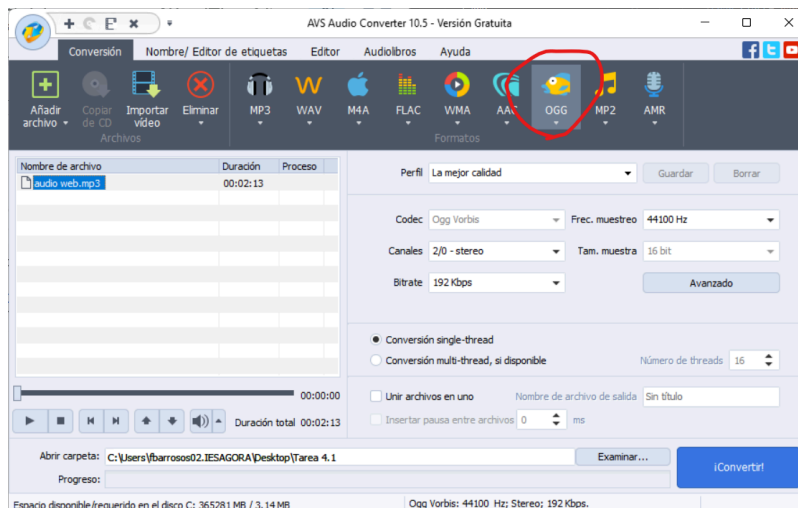 AVS Audio Converter 10.5 - Versión Gratuita
Conversión Nombre/ Editor de etiquetas Editor Audiolibros Ayuda
Añadir archivo Copiar de CD Importar vídeo Eliminar MP3 WAV M4A FLAC WMA AAC OGG MP2 AMR
Archivos Formatos
Nombre de archivo Duración Proceso
audio web.mp3 00:02:13
Perfil La mejor calidad Guardar Borrar
Codec Ogg Vorbis Frec. muestreo 44100 Hz
Canales 2/0 - stereo Tam. muestra 16 bit
Bitrate 192 Kbps Avanzado
Conversión single-thread
Conversión multi-thread, si disponible Número de threads 16
00:00:00
Unir archivos en uno Nombre de archivo de salida Sin título
Duración total 00:02:13
Insertar pausa entre archivos 0 ms
Abrir carpeta: C:\Users\fbarrosos02.IESAGORA\Desktop\Tarea 4.1 Examinar...
¡Convertir!
Progreso:
Espacio disponible/requerido en el disco C: 365281 MB / 3.14 MB Ogg Vorbis: 44100 Hz; Stereo; 192 Kbps.